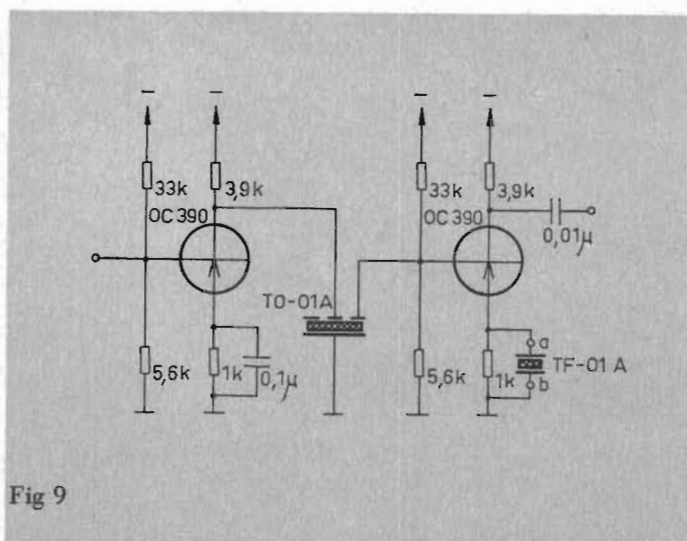 33k
3,9k
OC 390
33k
3,9k
OC 390
0,01µ
TO-01A
5,6k
1k
0,1µ
5,6k
1k
a
TF-01 A
b
Fig 9